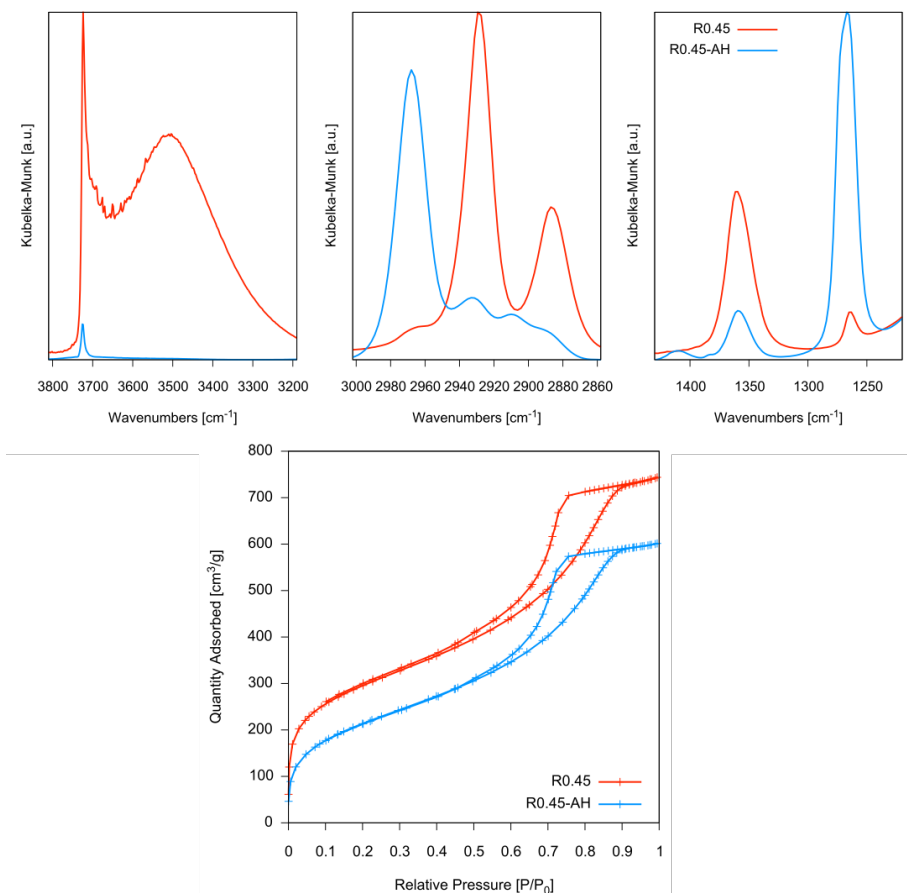 R0.45
R0.45-AH
Kubelka-Munk [a.u.]
3800 3700 3600 3500 3400 3300 3200
Wavenumbers [cm-1]
Kubelka-Munk [a.u.]
3000 2980 2960 2940 2920 2900 2880 2860
Wavenumbers [cm-1]
Kubelka-Munk [a.u.]
1400 1350 1300 1250
Wavenumbers [cm-1]
800
700
600
500
400
300
200
100
0
Quantity Adsorbed [cm3/g]
R0.45
R0.45-AH
0 0.1 0.2 0.3 0.4 0.5 0.6 0.7 0.8 0.9 1
Relative Pressure [P/P0]